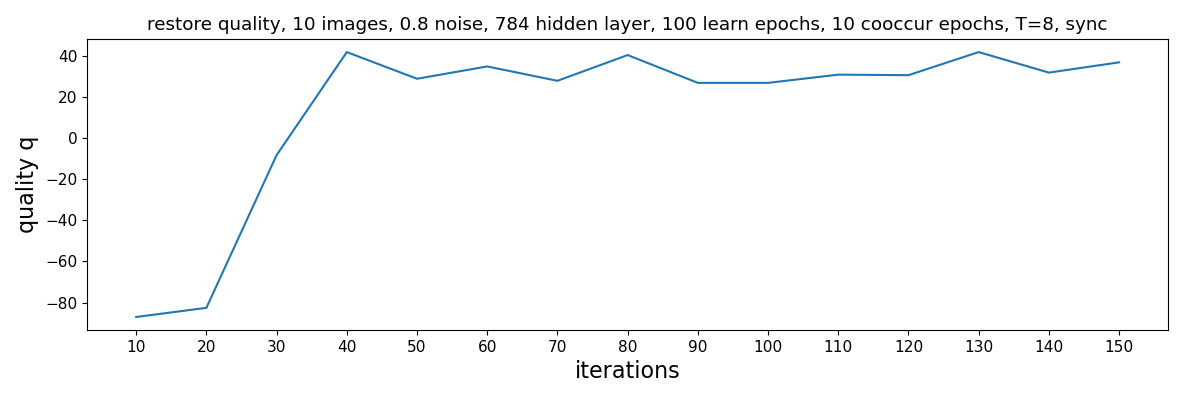 restore quality, 10 images, 0.8 noise, 784 hidden layer, 100 learn epochs, 10 cooccur epochs, T=8, sync
quality q
40
20
0
−20
−40
−60
−80
10 20 30 40 50 60 70 80 90 100 110 120 130 140 150
iterations